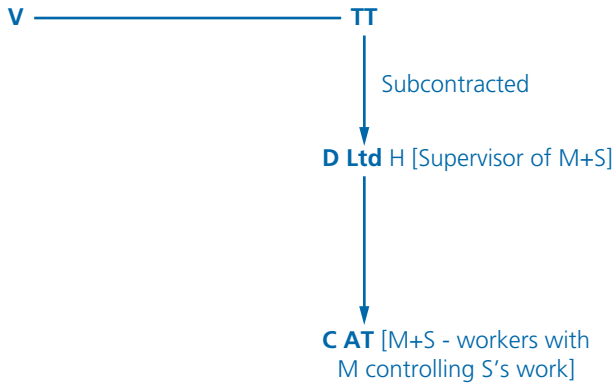 V TT
Subcontracted
D Ltd H [Supervisor of M+S]
C AT [M+S - workers with
M controlling S's work]